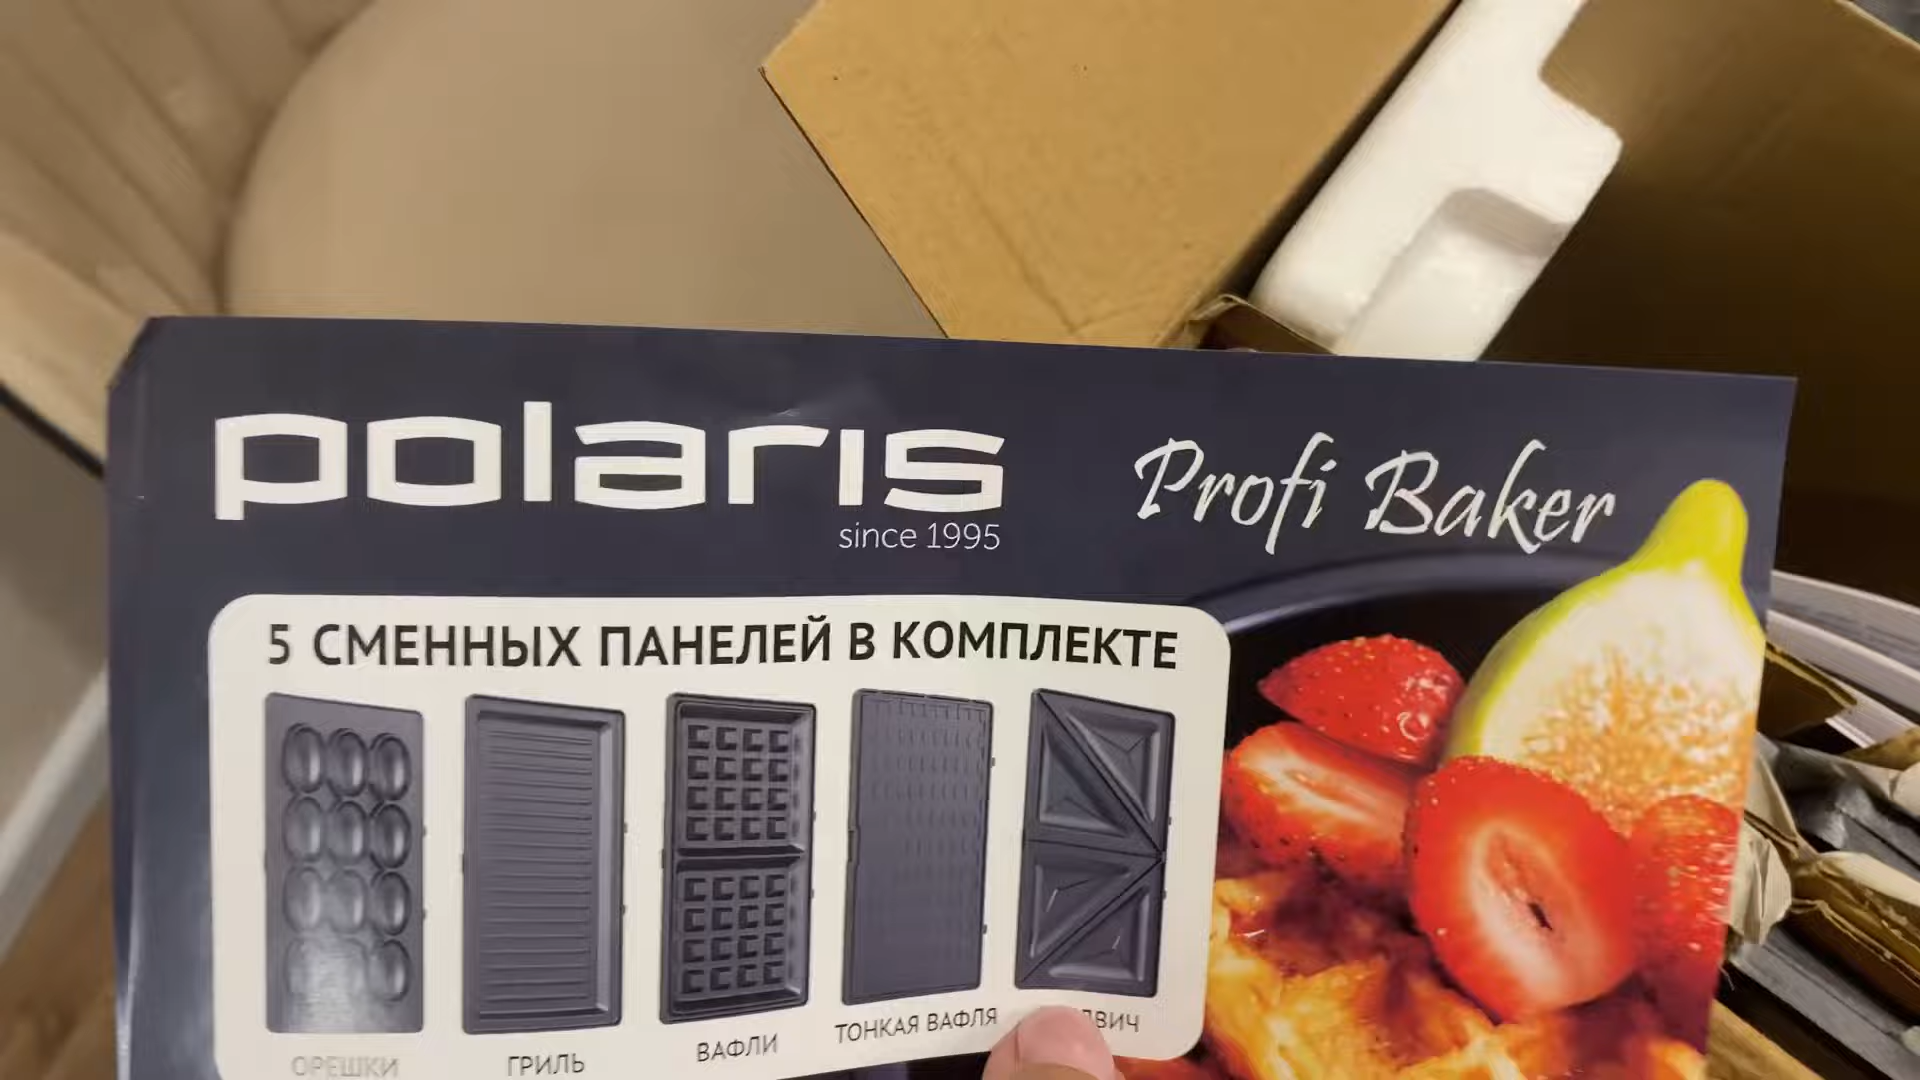 polaris
since 1995
Profi Baker
5 СМЕННЫХ ПАНЕЛЕЙ В КОМПЛЕКТЕ
ОРЕШКИ
ГРИЛЬ
ВАФЛИ
ТОНКАЯ ВАФЛЯ